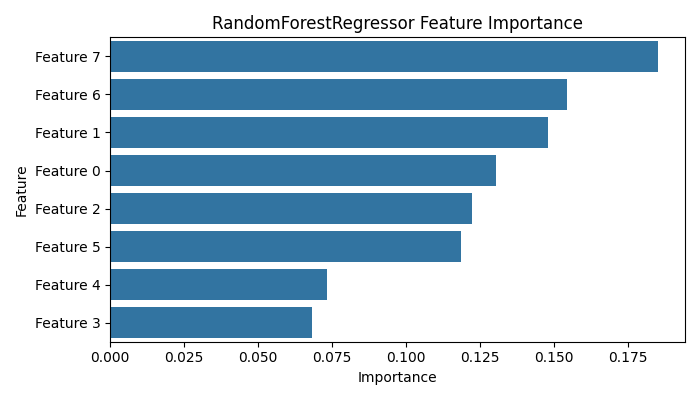 RandomForestRegressor Feature Importance
Feature 7
Feature 6
Feature 1
Feature 0
Feature 2
Feature 5
Feature 4
Feature 3
Feature
0.000 0.025 0.050 0.075 0.100 0.125 0.150 0.175
Importance